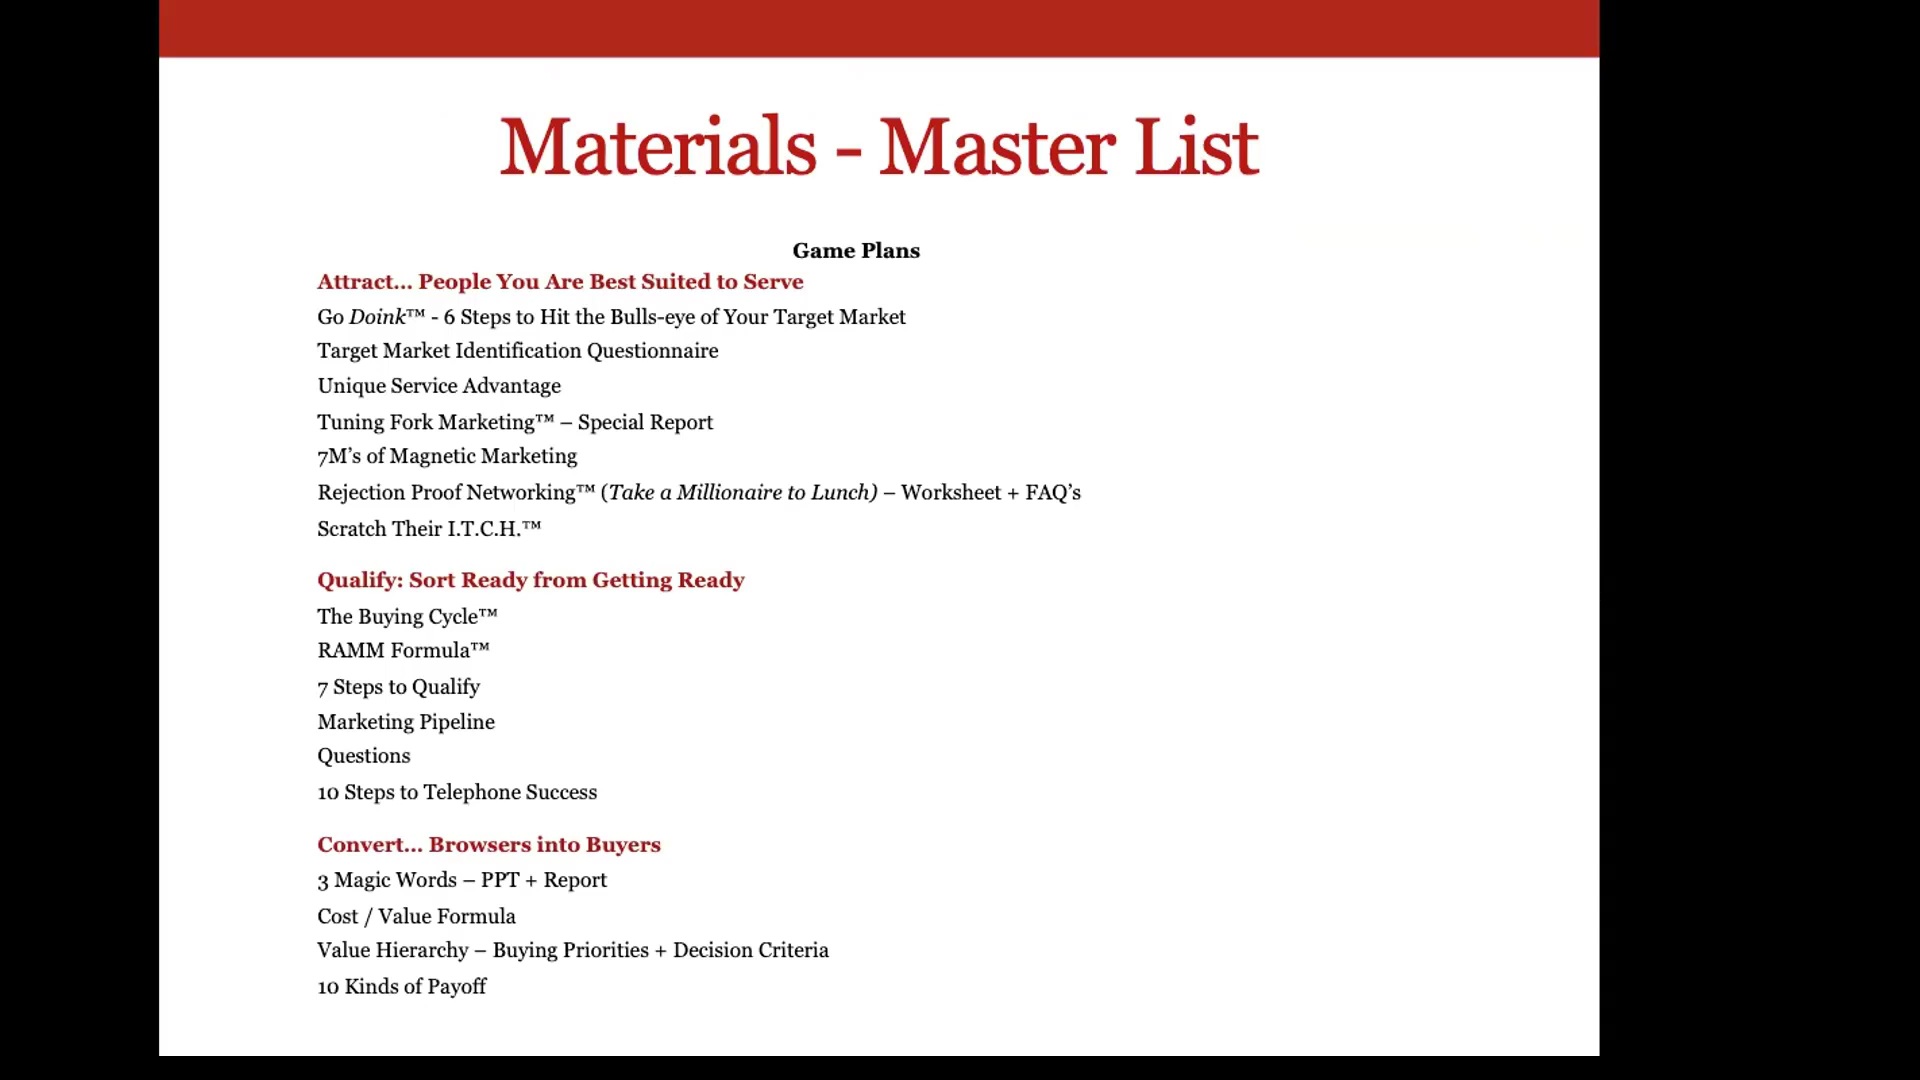 Materials - Master List
Game Plans
Attract... People You Are Best Suited to Serve
Go Doink™ - 6 Steps to Hit the Bulls-eye of Your Target Market
Target Market Identification Questionnaire
Unique Service Advantage
Tuning Fork Marketing™ – Special Report
7M’s of Magnetic Marketing
Rejection Proof Networking™ (Take a Millionaire to Lunch) – Worksheet + FAQ’s
Scratch Their I.T.C.H.™
Qualify: Sort Ready from Getting Ready
The Buying Cycle™
RAMM Formula™
7 Steps to Qualify
Marketing Pipeline
Questions
10 Steps to Telephone Success
Convert... Browsers into Buyers
3 Magic Words – PPT + Report
Cost / Value Formula
Value Hierarchy – Buying Priorities + Decision Criteria
10 Kinds of Payoff